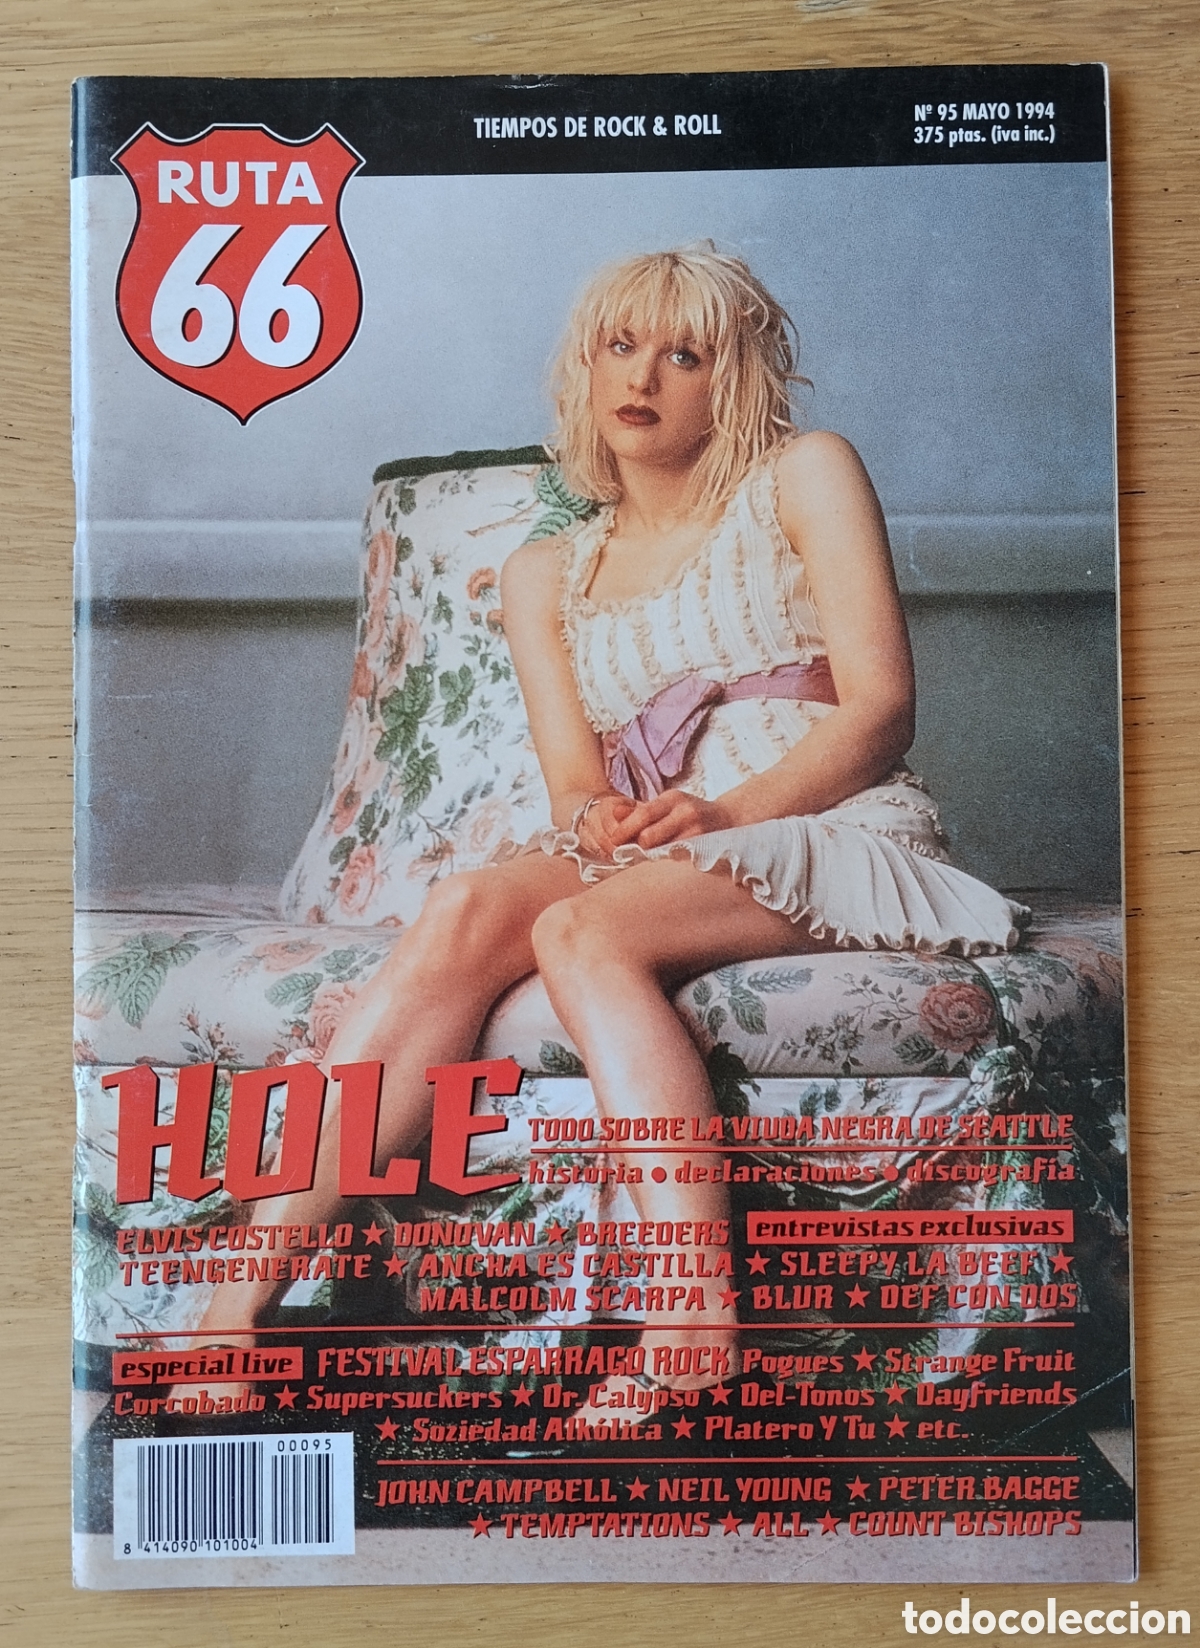 TIEMPOS DE ROCK & ROLL
Nº 95 MAYO 1994
375 ptas. (iva inc.)
RUTA
66
HOLE
TODO SOBRE LA VIUDA NEGRA DE SEATTLE
historia • declaraciones • discografía
ELVIS COSTELLO ★ DONOVAN ★ BREEDERS entrevistas exclusivas
TEENGENERATE ★ ANCHA ES CASTILLA ★ SLEEPY LA BEEF ★
MALCOLM SCARPA ★ BLUR ★ DEF CON DOS
especial live FESTIVAL ESPARRAGO ROCK Pogues ★ Strange Fruit
Corcobado ★ Supersuckers ★ Dr. Calypso ★ Del-Tonos ★ Dayfriends
★ Soziedad Alkólica ★ Platero Y Tu ★ etc.
JOHN CAMPBELL ★ NEIL YOUNG ★ PETER BAGGE
★ TEMPTATIONS ★ ALL ★ COUNT BISHOPS
00095
8 414090 101004
todocoleccion